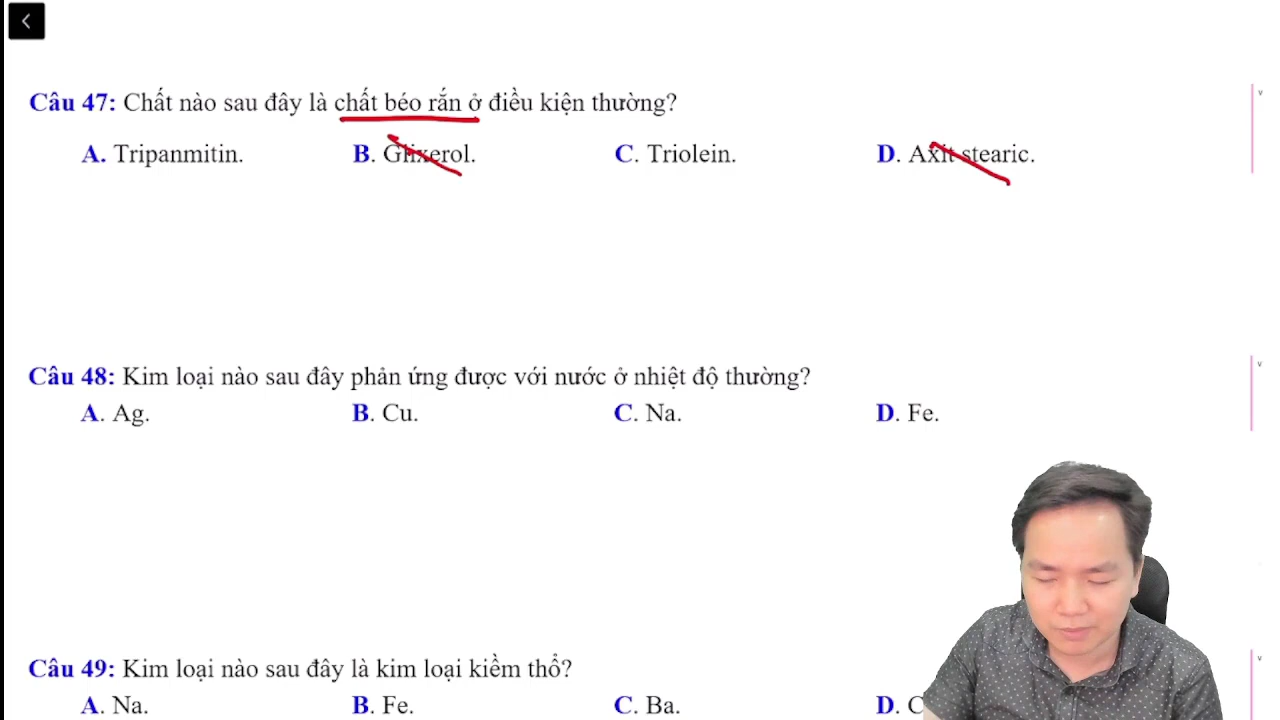 Câu 47: Chất nào sau đây là chất béo rắn ở điều kiện thường?
A. Tripanmitin. B. Glixerol. C. Triolein. D. Axit stearic.
Câu 48: Kim loại nào sau đây phản ứng được với nước ở nhiệt độ thường?
A. Ag. B. Cu. C. Na. D. Fe.
Câu 49: Kim loại nào sau đây là kim loại kiềm thổ?
A. Na. B. Fe. C. Ba. D.